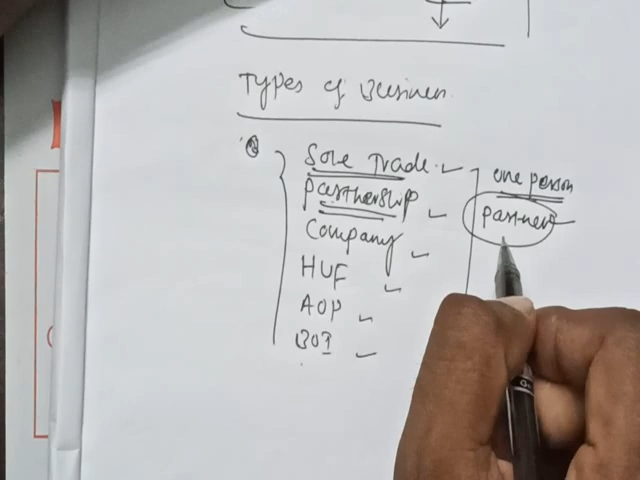 Types of Business
Sole Trade
one person
Partnership
Partners
Company
HUF
AOP
BOI